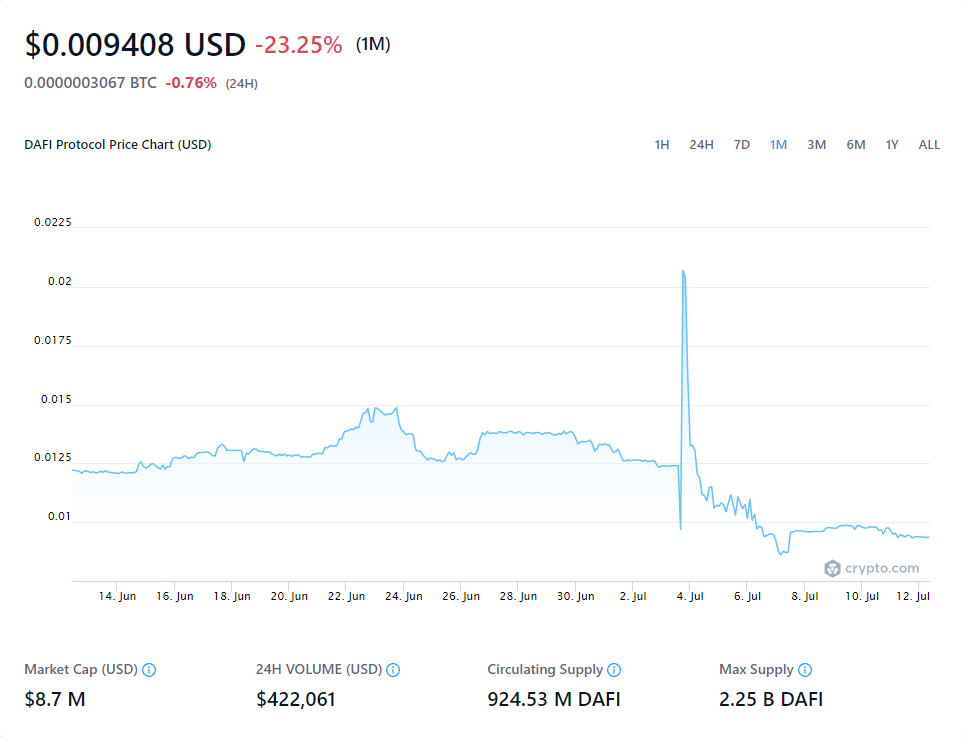 $0.009408 USD -23.25% (1M)
0.0000003067 BTC -0.76% (24H)
DAFI Protocol Price Chart (USD) 1H 24H 7D 1M 3M 6M 1Y ALL
0.0225
0.02
0.0175
0.015
0.0125
0.01
crypto.com
14. Jun 16. Jun 18. Jun 20. Jun 22. Jun 24. Jun 26. Jun 28. Jun 30. Jun 2. Jul 4. Jul 6. Jul 8. Jul 10. Jul 12. Jul
Market Cap (USD) 24H VOLUME (USD) Circulating Supply Max Supply
$8.7 M $422,061 924.53 M DAFI 2.25 B DAFI